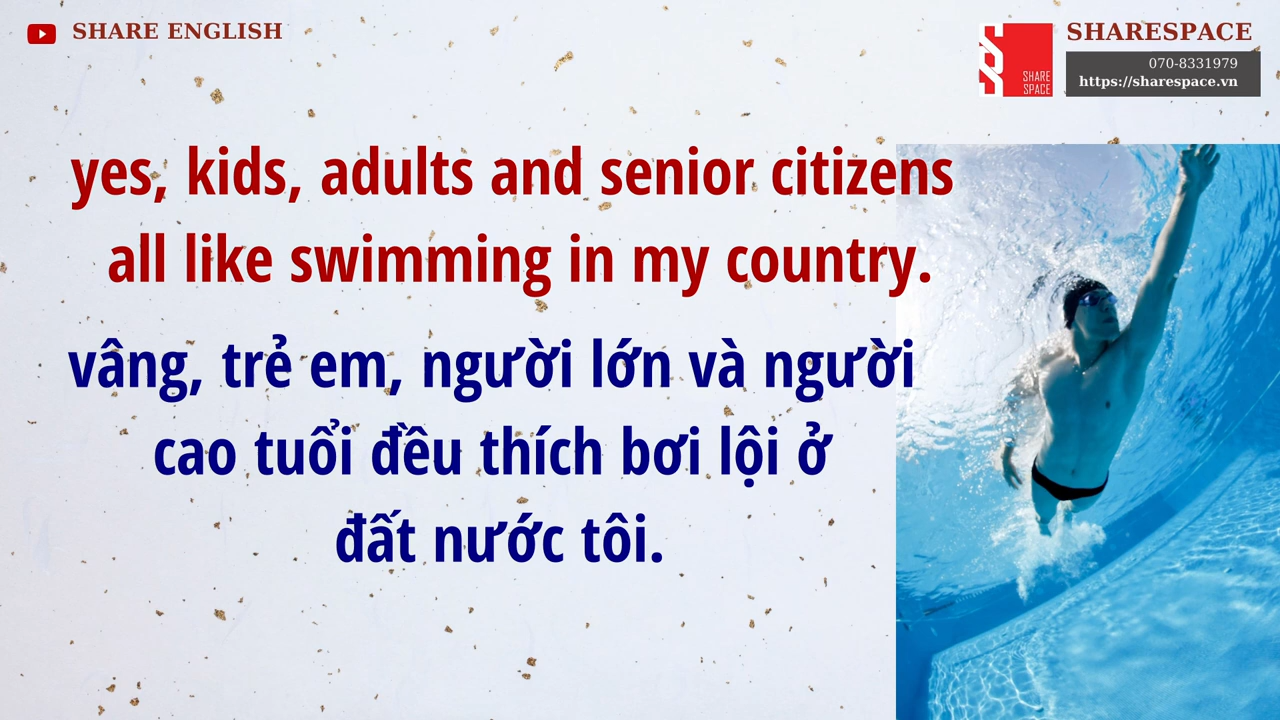 SHARE ENGLISH
SHARESPACE
070-8331979
https://sharespace.vn
SHARE
SPACE
yes, kids, adults and senior citizens
all like swimming in my country.
vâng, trẻ em, người lớn và người
cao tuổi đều thích bơi lội ở
đất nước tôi.